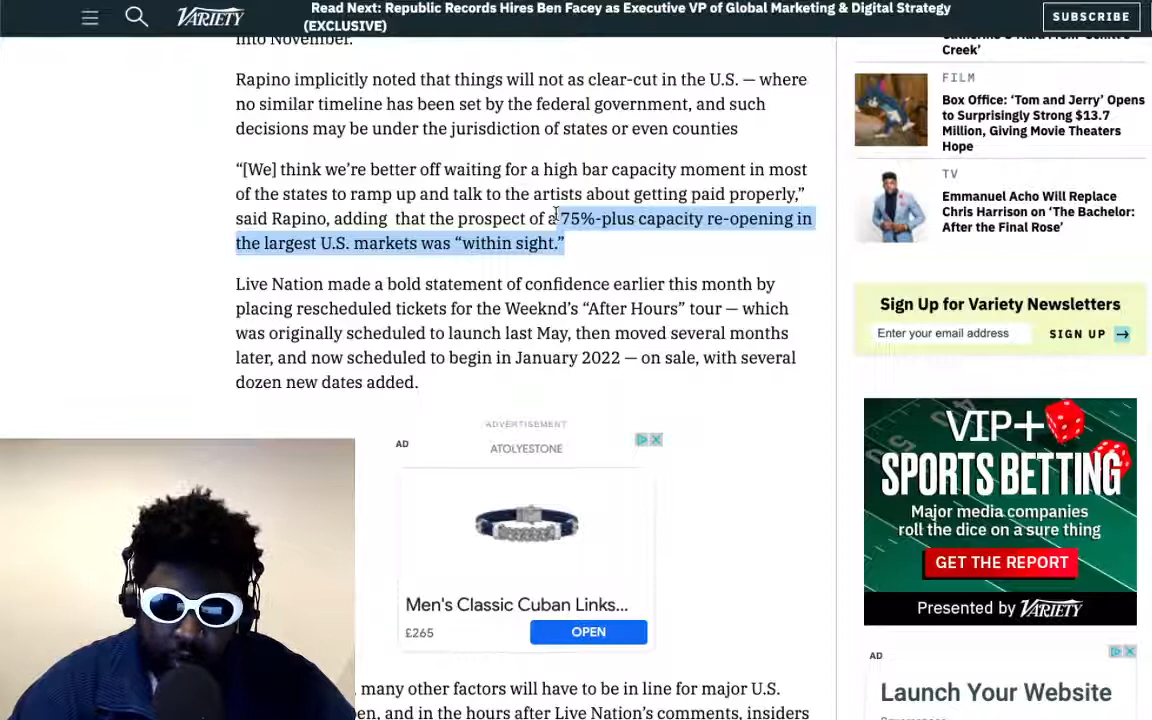 VARIETY
Read Next: Republic Records Hires Ben Facey as Executive VP of Global Marketing & Digital Strategy
(EXCLUSIVE)
SUBSCRIBE
into November.
Rapino implicitly noted that things will not as clear-cut in the U.S. — where
no similar timeline has been set by the federal government, and such
decisions may be under the jurisdiction of states or even counties
“[We] think we’re better off waiting for a high bar capacity moment in most
of the states to ramp up and talk to the artists about getting paid properly,”
said Rapino, adding that the prospect of a 75%-plus capacity re-opening in
the largest U.S. markets was “within sight.”
Live Nation made a bold statement of confidence earlier this month by
placing rescheduled tickets for the Weeknd’s “After Hours” tour — which
was originally scheduled to launch last May, then moved several months
later, and now scheduled to begin in January 2022 — on sale, with several
dozen new dates added.
ADVERTISEMENT
AD
ATOLYESTONE
Men's Classic Cuban Links...
£265
OPEN
many other factors will have to be in line for major U.S.
en, and in the hours after Live Nation’s comments, insiders
Creek’
FILM
Box Office: ‘Tom and Jerry’ Opens
to Surprisingly Strong $13.7
Million, Giving Movie Theaters
Hope
TV
Emmanuel Acho Will Replace
Chris Harrison on ‘The Bachelor:
After the Final Rose’
Sign Up for Variety Newsletters
Enter your email address
SIGN UP →
VIP+
SPORTS BETTING
Major media companies
roll the dice on a sure thing
GET THE REPORT
Presented by VARIETY
AD
Launch Your Website